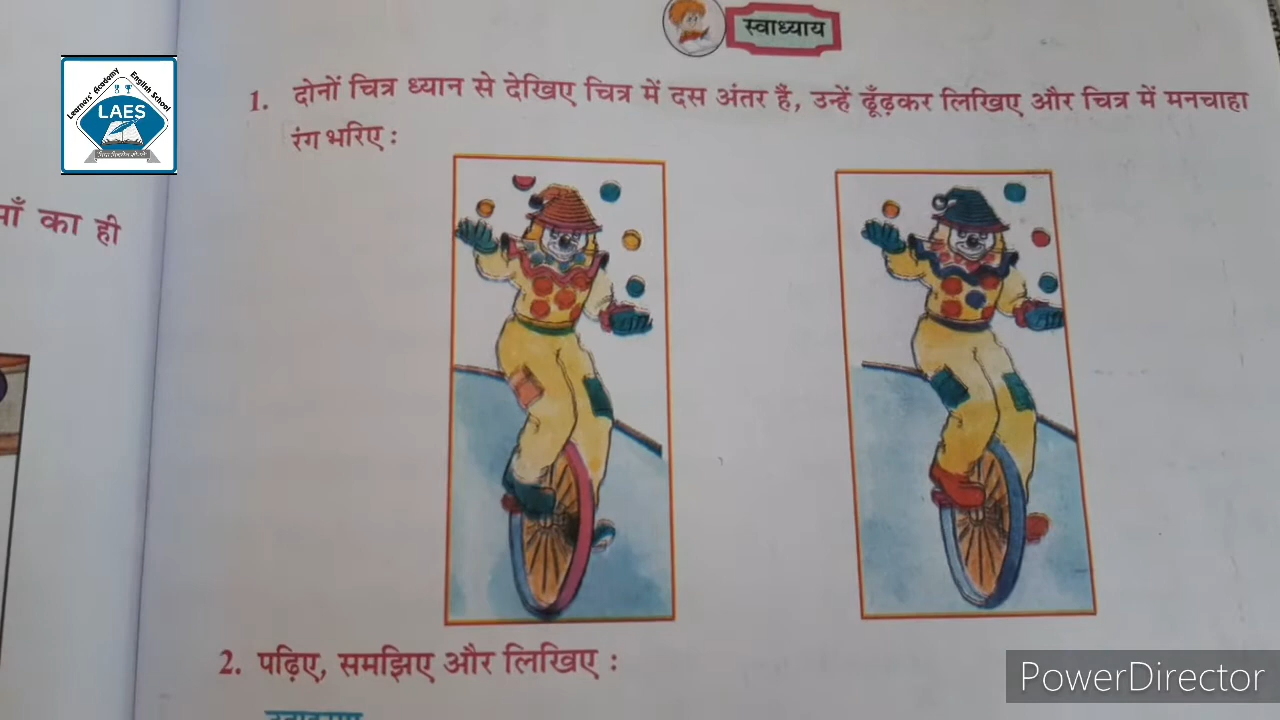 स्वाध्याय
Learners' Academy English School
LAES
1. दोनों चित्र ध्यान से देखिए चित्र में दस अंतर हैं, उन्हें ढूँढ़कर लिखिए और चित्र में मनचाहा
रंग भरिए :
माँ का ही
2. पढ़िए, समझिए और लिखिए :
PowerDirector